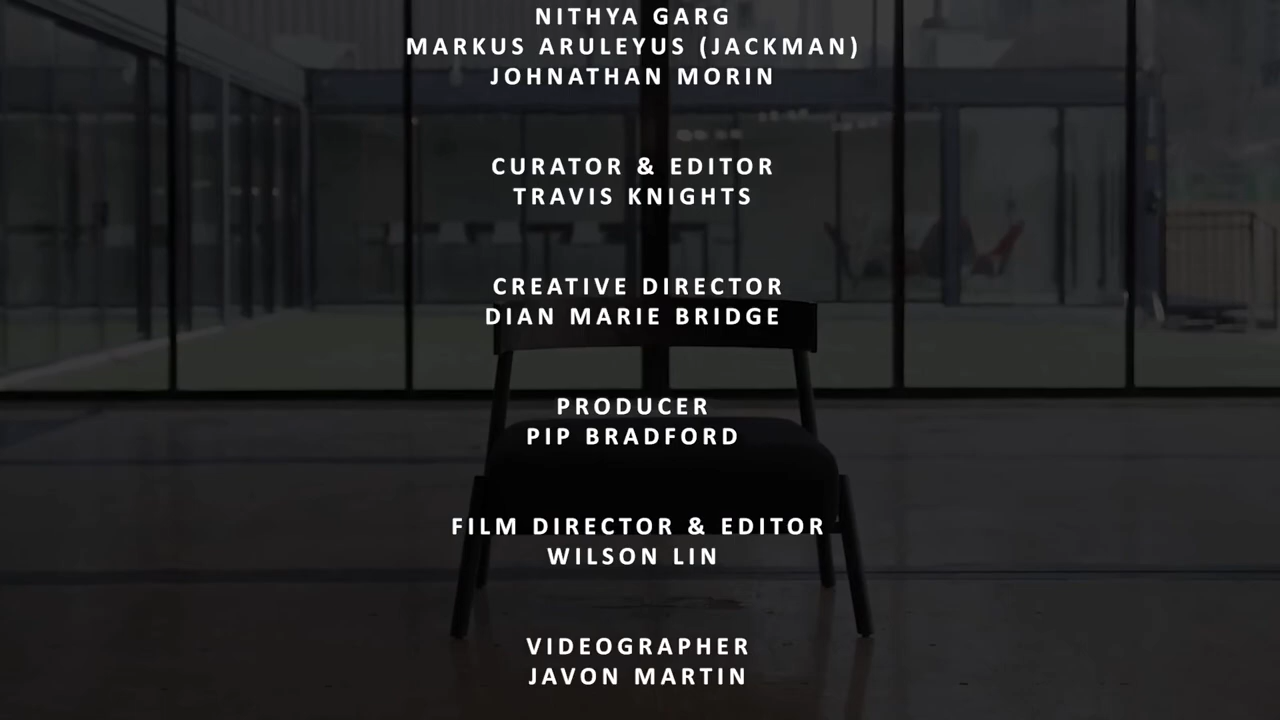 NITHYA GARG
MARKUS ARULEYUS (JACKMAN)
JOHNATHAN MORIN
CURATOR & EDITOR
TRAVIS KNIGHTS
CREATIVE DIRECTOR
DIAN MARIE BRIDGE
PRODUCER
PIP BRADFORD
FILM DIRECTOR & EDITOR
WILSON LIN
VIDEOGRAPHER
JAVON MARTIN